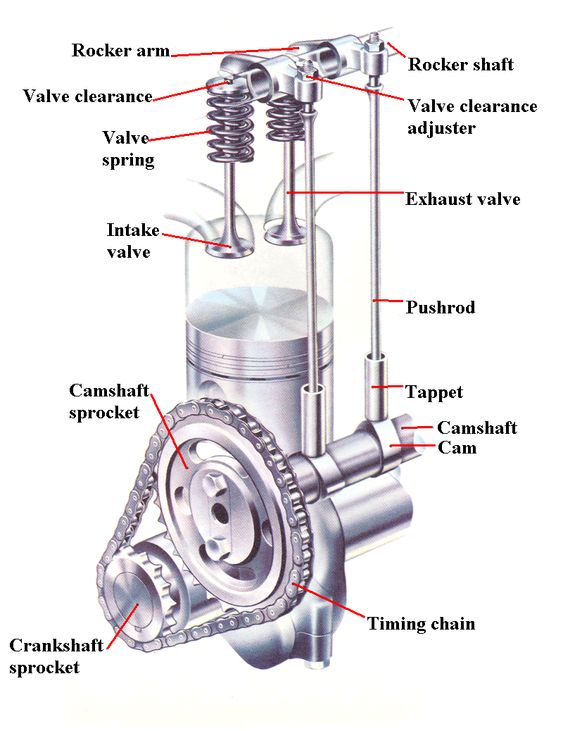 Rocker arm
Rocker shaft
Valve clearance
Valve clearance
adjuster
Valve
spring
Exhaust valve
Intake
valve
Pushrod
Camshaft
sprocket
Tappet
Camshaft
Cam
Timing chain
Crankshaft
sprocket